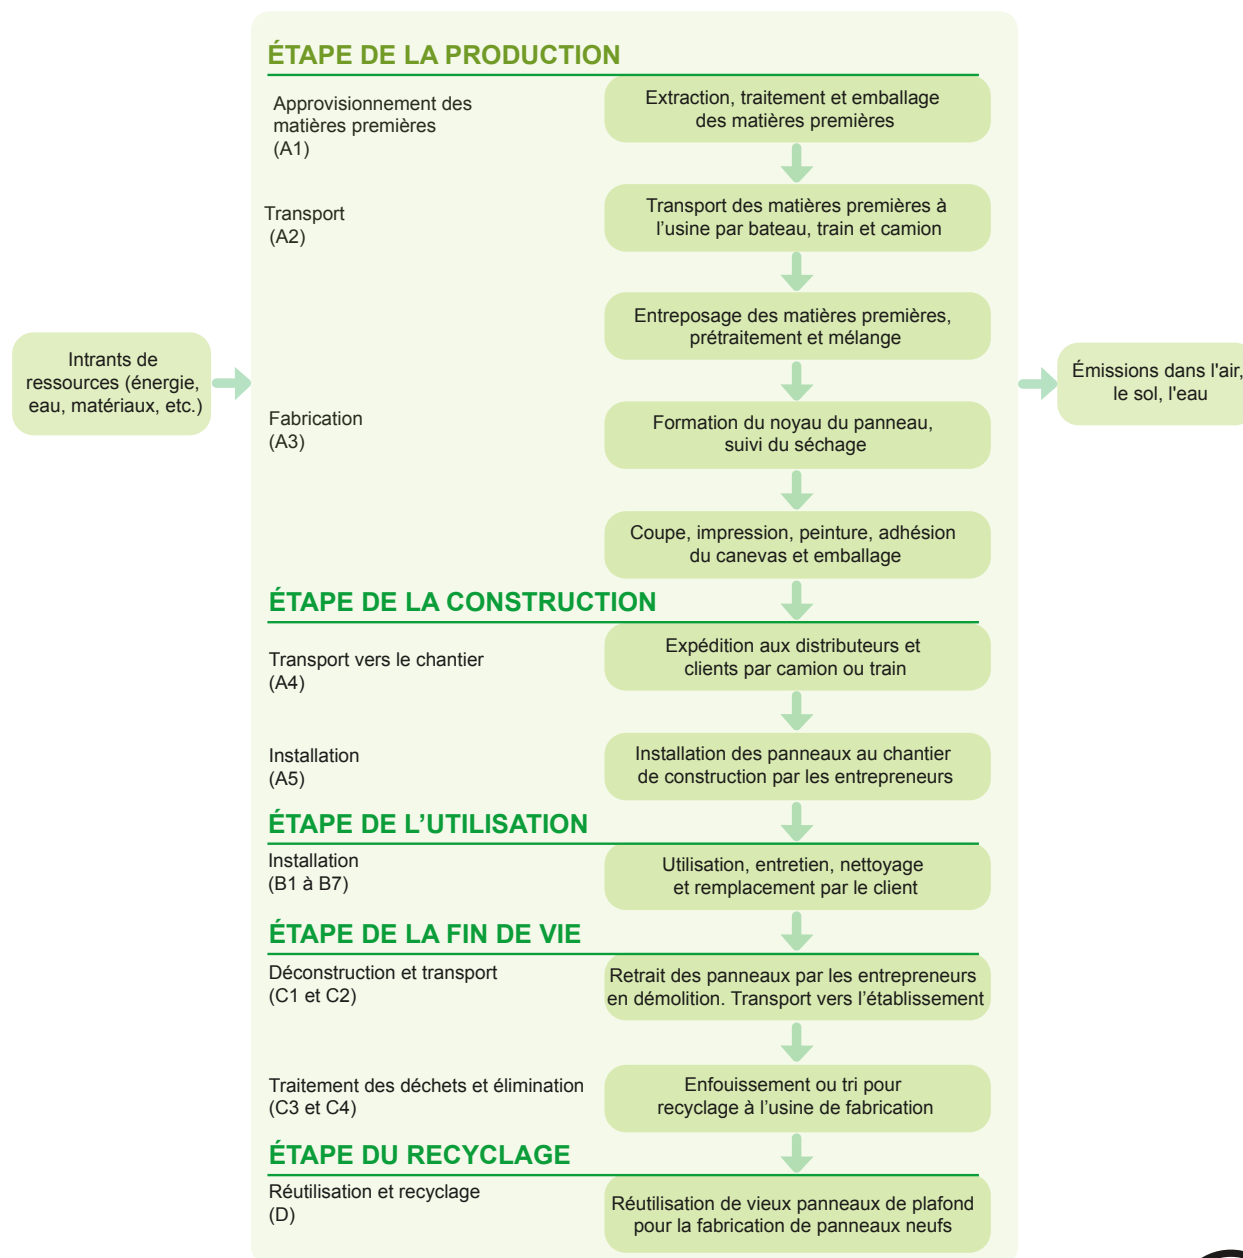 ÉTAPE DE LA PRODUCTION
Approvisionnement des
matières premières
(A1)
Extraction, traitement et emballage
des matières premières
Transport
(A2)
Transport des matières premières à
l’usine par bateau, train et camion
Entreposage des matières premières,
prétraitement et mélange
Intrants de
ressources (énergie,
eau, matériaux, etc.)
Émissions dans l'air,
le sol, l'eau
Fabrication
(A3)
Formation du noyau du panneau,
suivi du séchage
Coupe, impression, peinture, adhésion
du canevas et emballage
ÉTAPE DE LA CONSTRUCTION
Transport vers le chantier
(A4)
Expédition aux distributeurs et
clients par camion ou train
Installation
(A5)
Installation des panneaux au chantier
de construction par les entrepreneurs
ÉTAPE DE L’UTILISATION
Installation
(B1 à B7)
Utilisation, entretien, nettoyage
et remplacement par le client
ÉTAPE DE LA FIN DE VIE
Déconstruction et transport
(C1 et C2)
Retrait des panneaux par les entrepreneurs
en démolition. Transport vers l’établissement
Traitement des déchets et élimination
(C3 et C4)
Enfouissement ou tri pour
recyclage à l’usine de fabrication
ÉTAPE DU RECYCLAGE
Réutilisation et recyclage
(D)
Réutilisation de vieux panneaux de plafond
pour la fabrication de panneaux neufs